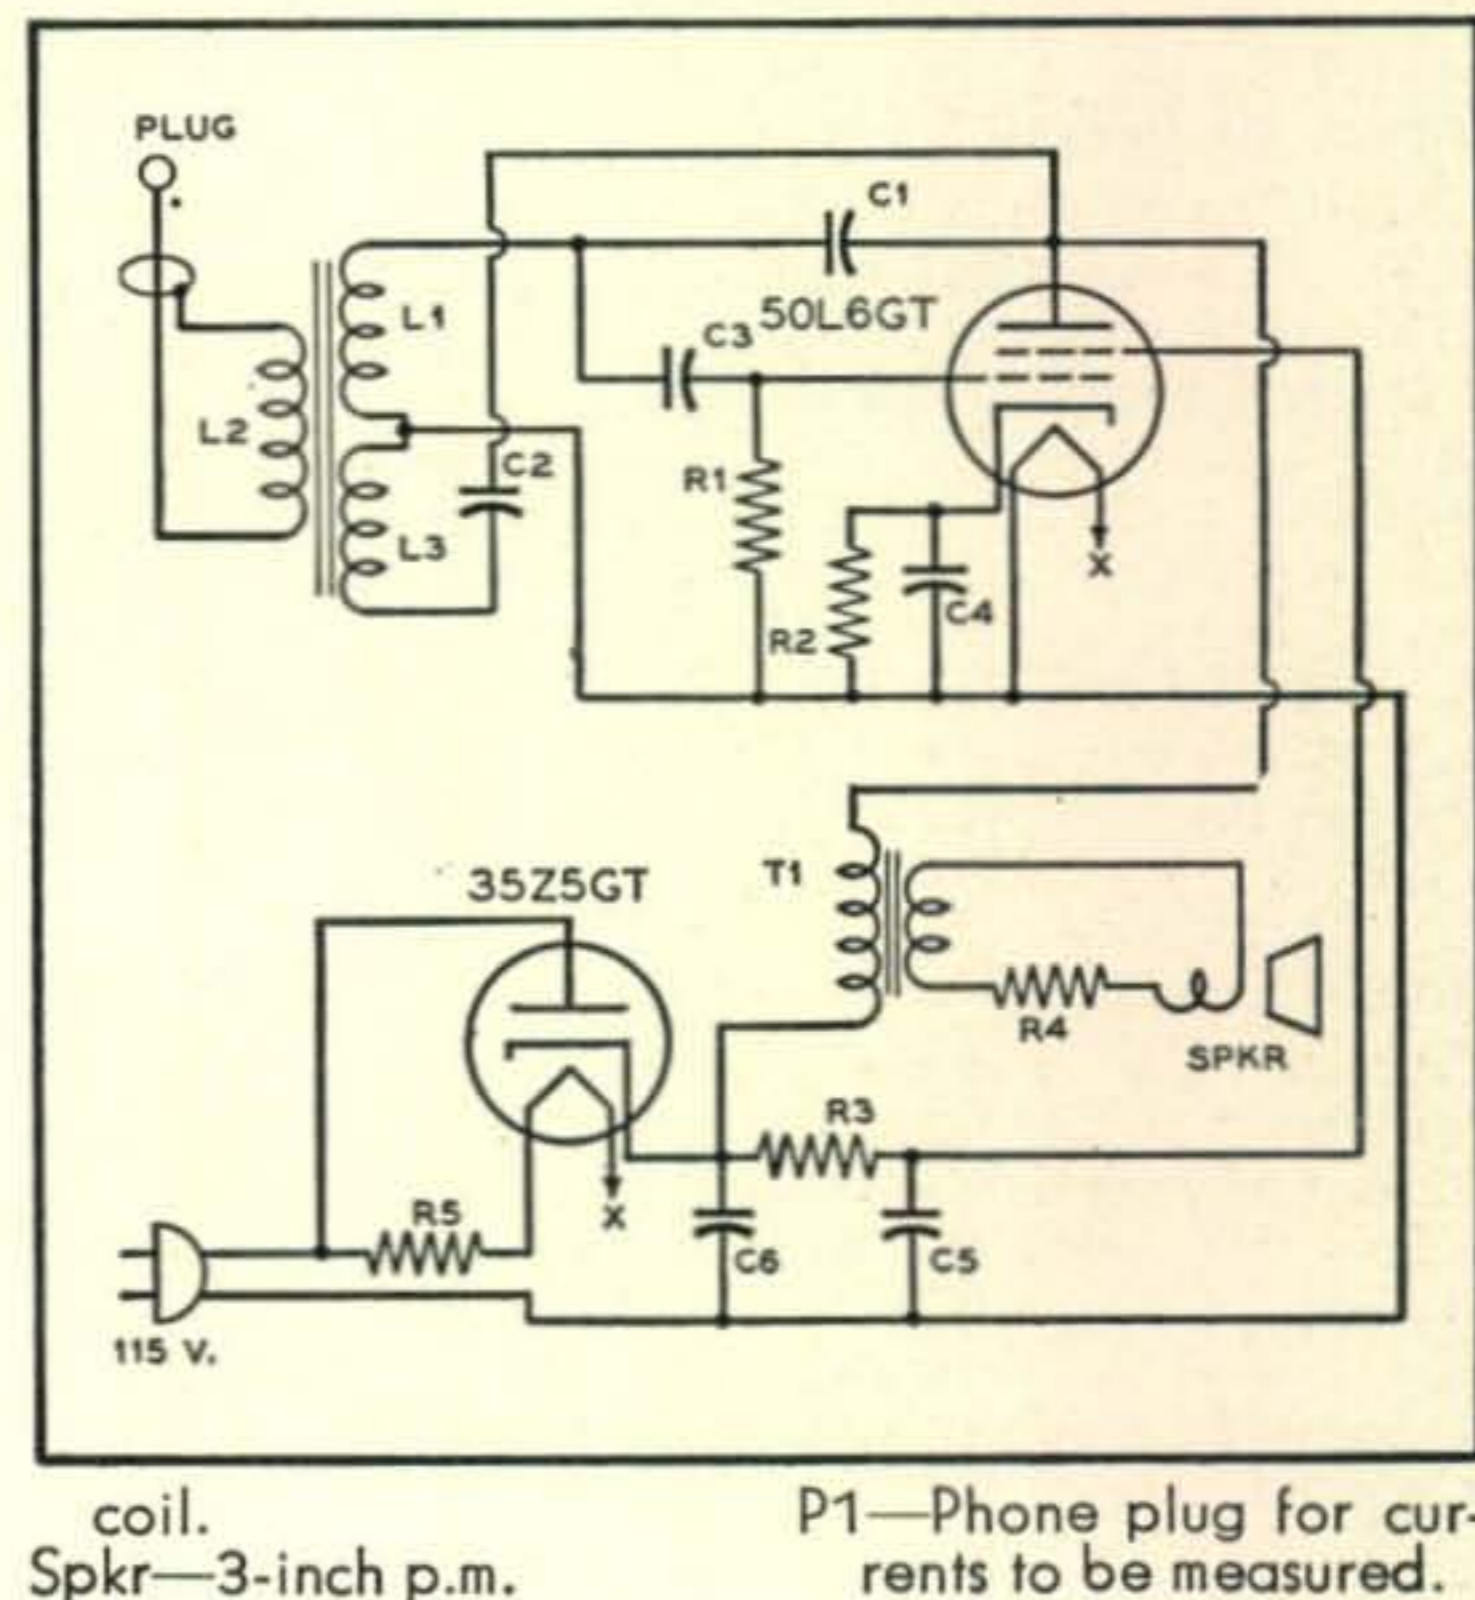 PLUG
C1
50L6GT
L1
C3
L2
C2
R1
L3
X
C4
R2
T1
35Z5GT
R4
SPKR
R3
R5
X
C6
C5
115 V.
coil.
Spkr—3-inch p.m.
P1—Phone plug for cur-
rents to be measured.